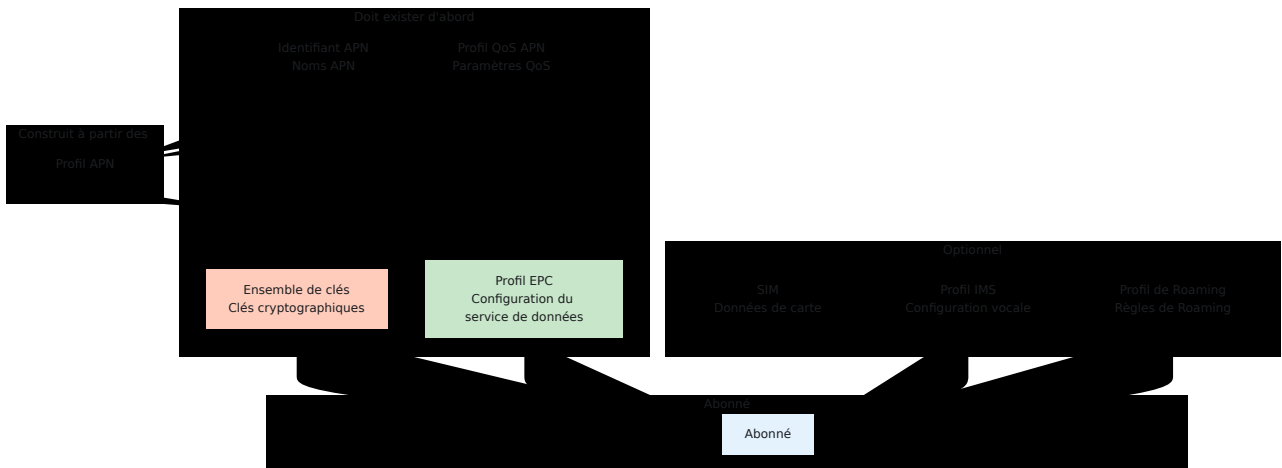 Doit exister d'abord
Identifiant APN
Noms APN
Profil QoS APN
Paramètres QoS
Construit à partir des
Profil APN
Ensemble de clés
Clés cryptographiques
Profil EPC
Configuration du
service de données
Optionnel
SIM
Données de carte
Profil IMS
Configuration vocale
Profil de Roaming
Règles de Roaming
Abonné
Abonné